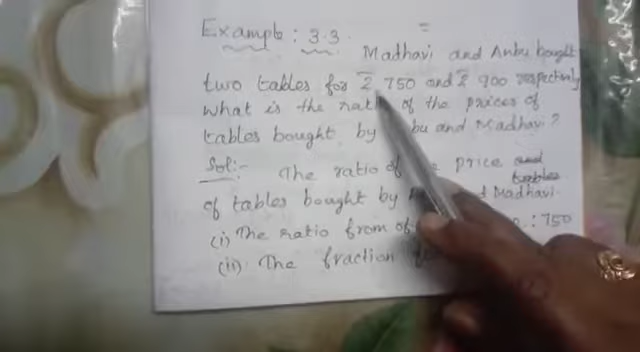 Example : 3.3.
Madhavi and Anbu bought
two tables for ₹ 750 and ₹ 900 respectively
What is the of the prices of
tables bought by and Madhavi?
Sol:- The ratio of price and
tables
of tables bought by Madhavi.
(i) The ratio from of : 750
(ii) The fraction